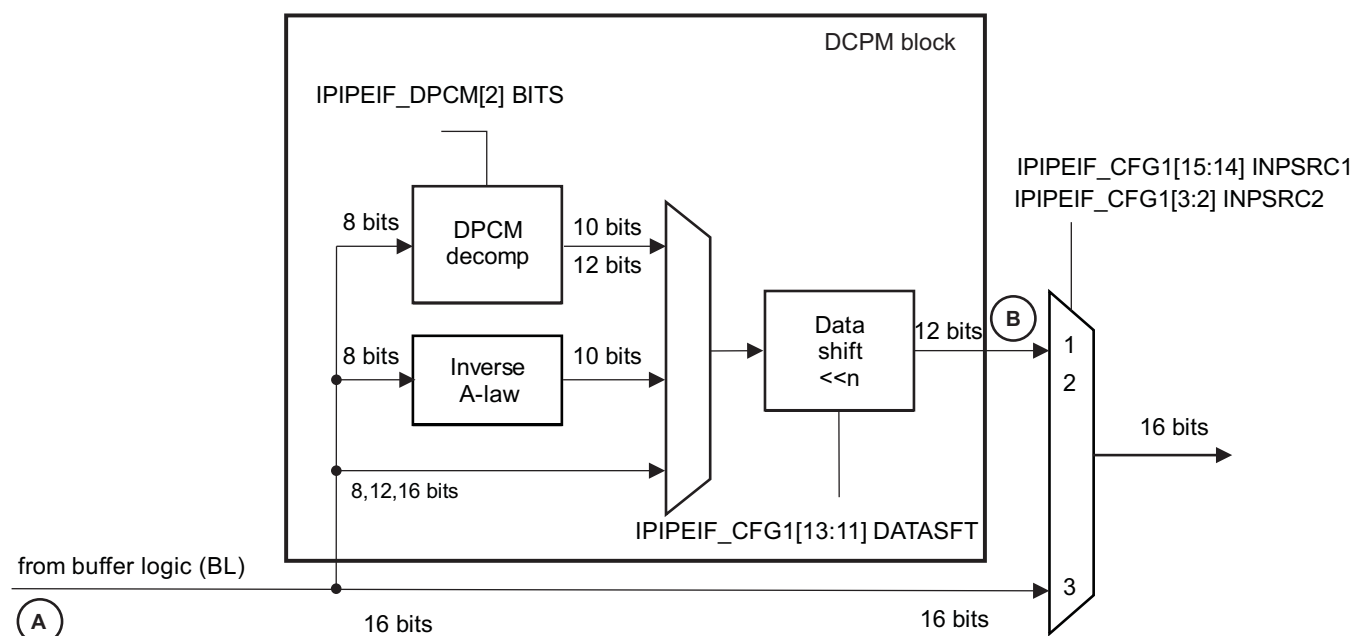 DCPM block
IPIPEIF_DPCM[2] BITS
IPIPEIF_CFG1[15:14] INPSRC1
IPIPEIF_CFG1[3:2] INPSRC2
8 bits
DPCM
decomp
10 bits
12 bits
8 bits
Inverse
A-law
10 bits
Data
shift
<<n
12 bits
B
1
2
16 bits
8,12,16 bits
IPIPEIF_CFG1[13:11] DATASFT
from buffer logic (BL)
3
A
16 bits
16 bits